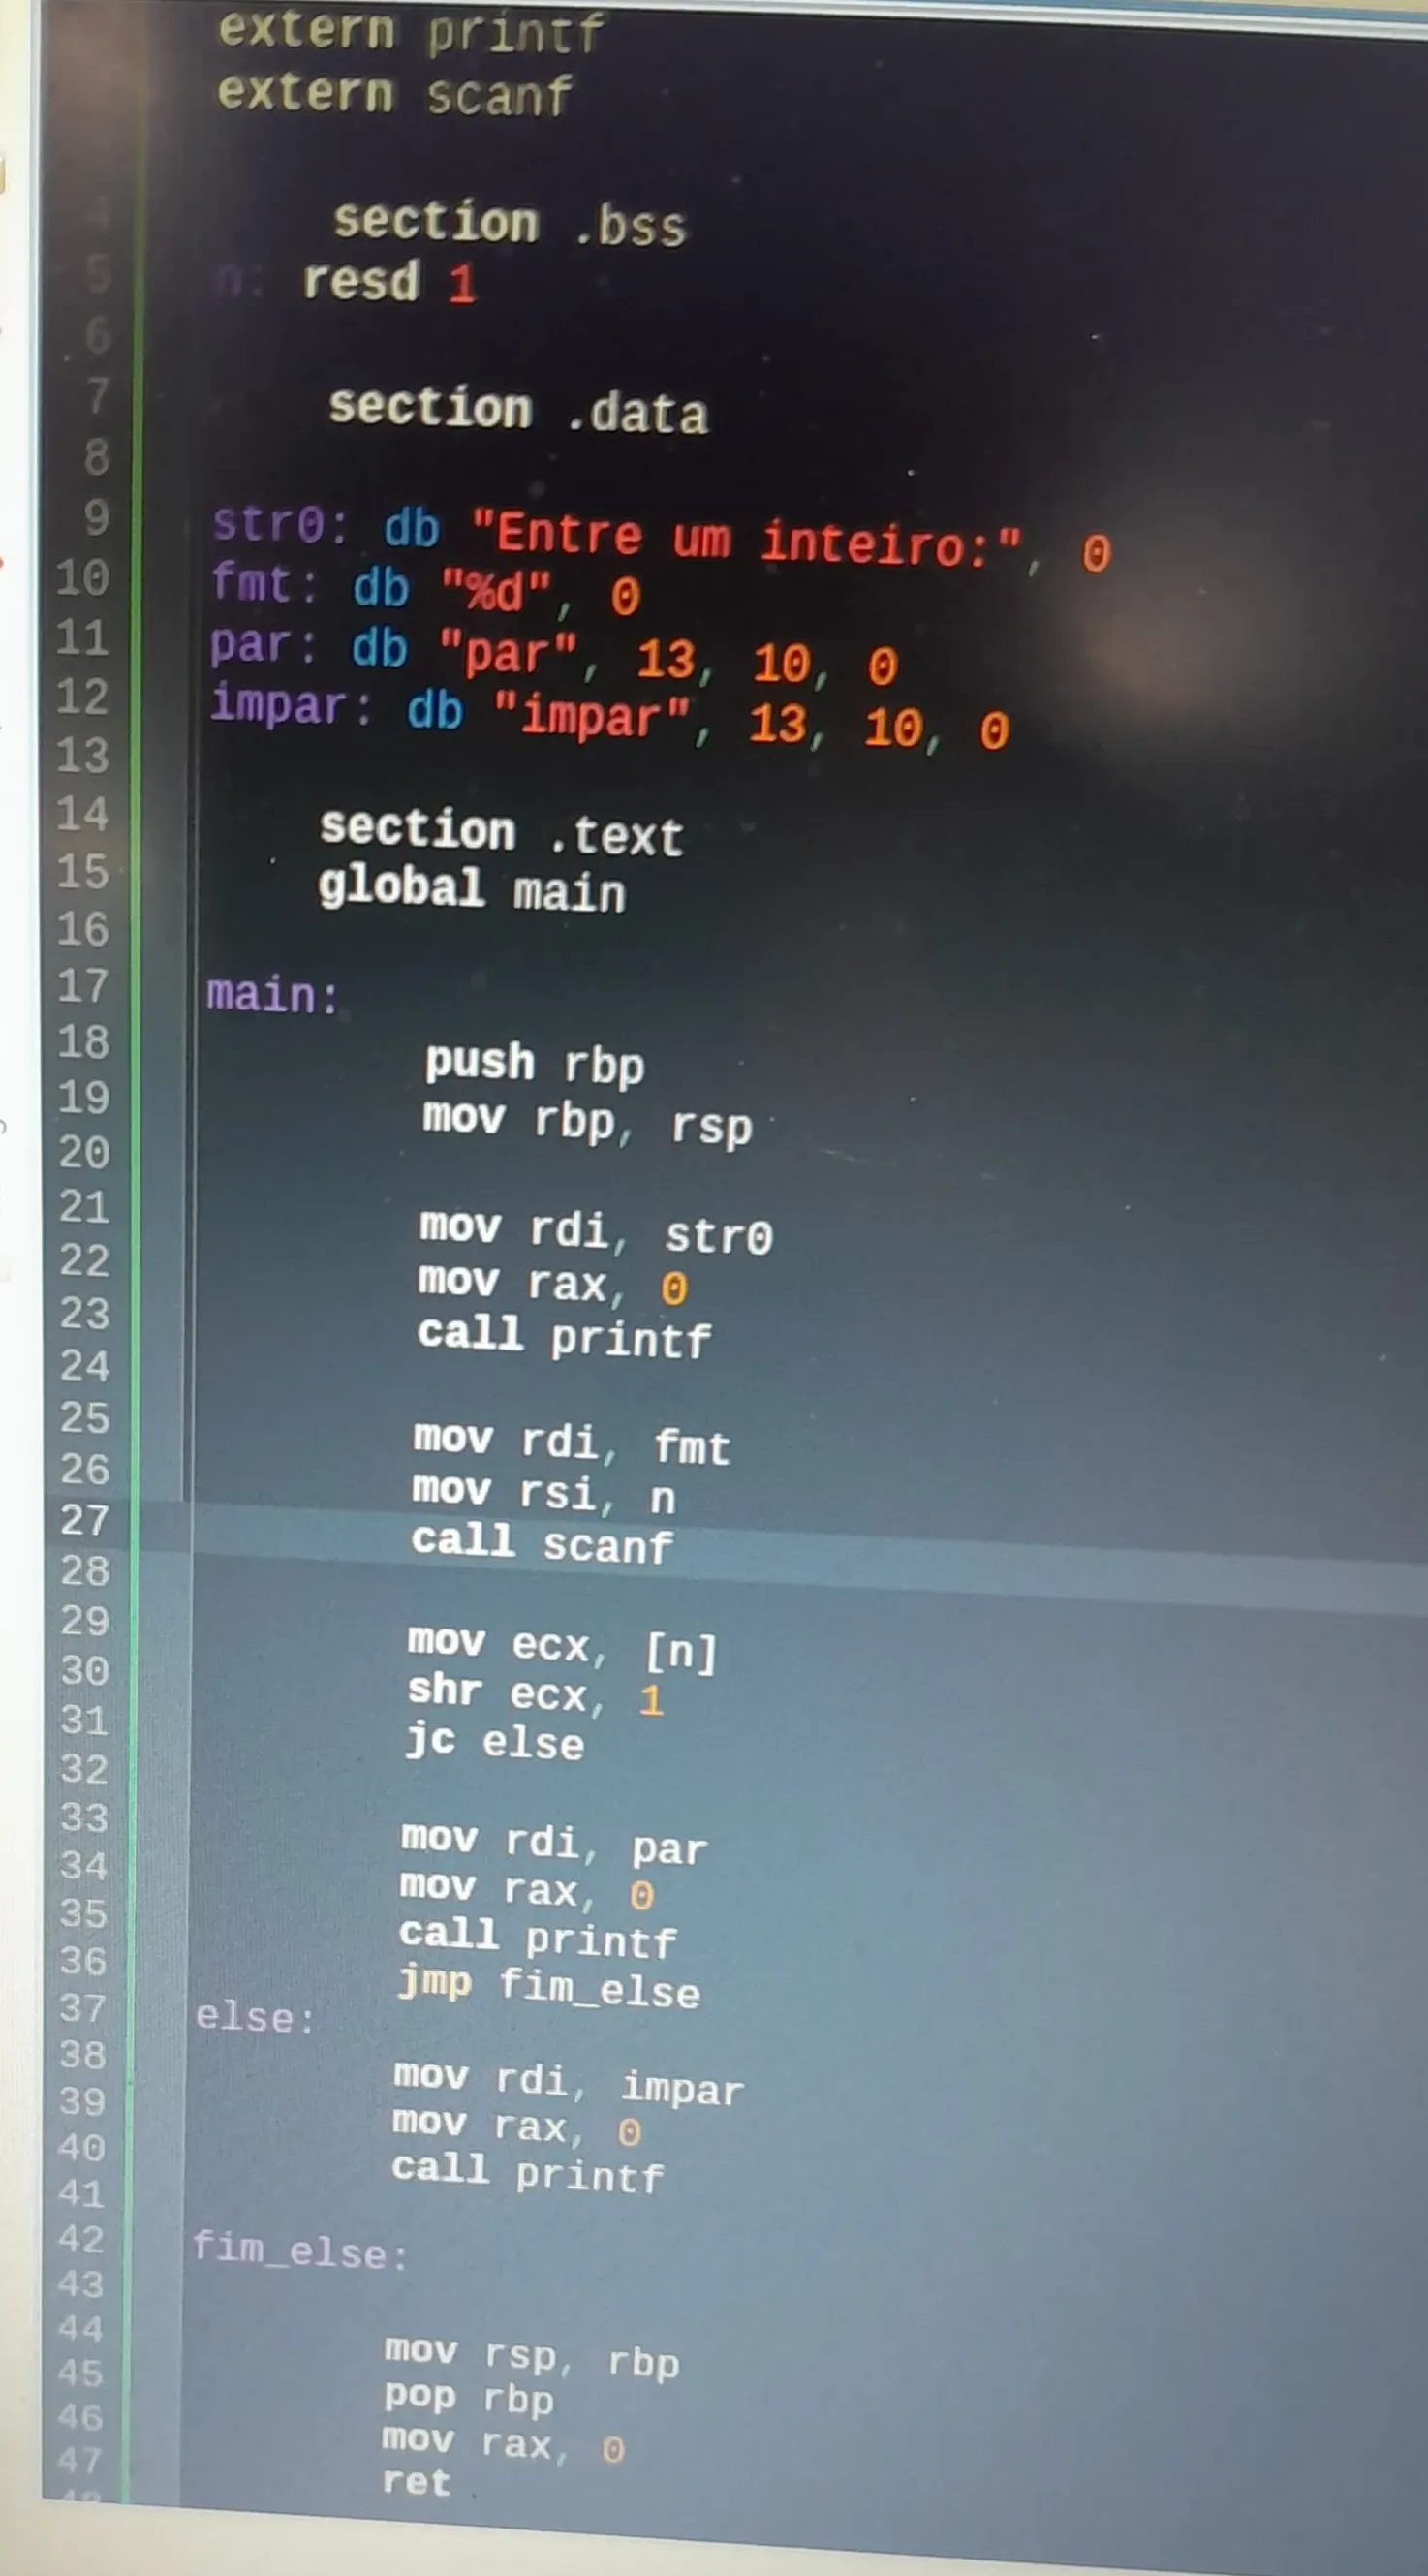 extern printf
extern scanf
4 section .bss
5 n: resd 1
6
7 section .data
8
9 str0: db "Entre um inteiro:", 0
10 fmt: db "%d", 0
11 par: db "par", 13, 10, 0
12 impar: db "impar", 13, 10, 0
13
14 section .text
15 global main
16
17 main:
18 push rbp
19 mov rbp, rsp
20
21 mov rdi, str0
22 mov rax, 0
23 call printf
24
25 mov rdi, fmt
26 mov rsi, n
27 call scanf
28
29 mov ecx, [n]
30 shr ecx, 1
31 jc else
32
33 mov rdi, par
34 mov rax, 0
35 call printf
36 jmp fim_else
37 else:
38 mov rdi, impar
39 mov rax, 0
40 call printf
41
42 fim_else:
43
44 mov rsp, rbp
45 pop rbp
46 mov rax, 0
47 ret